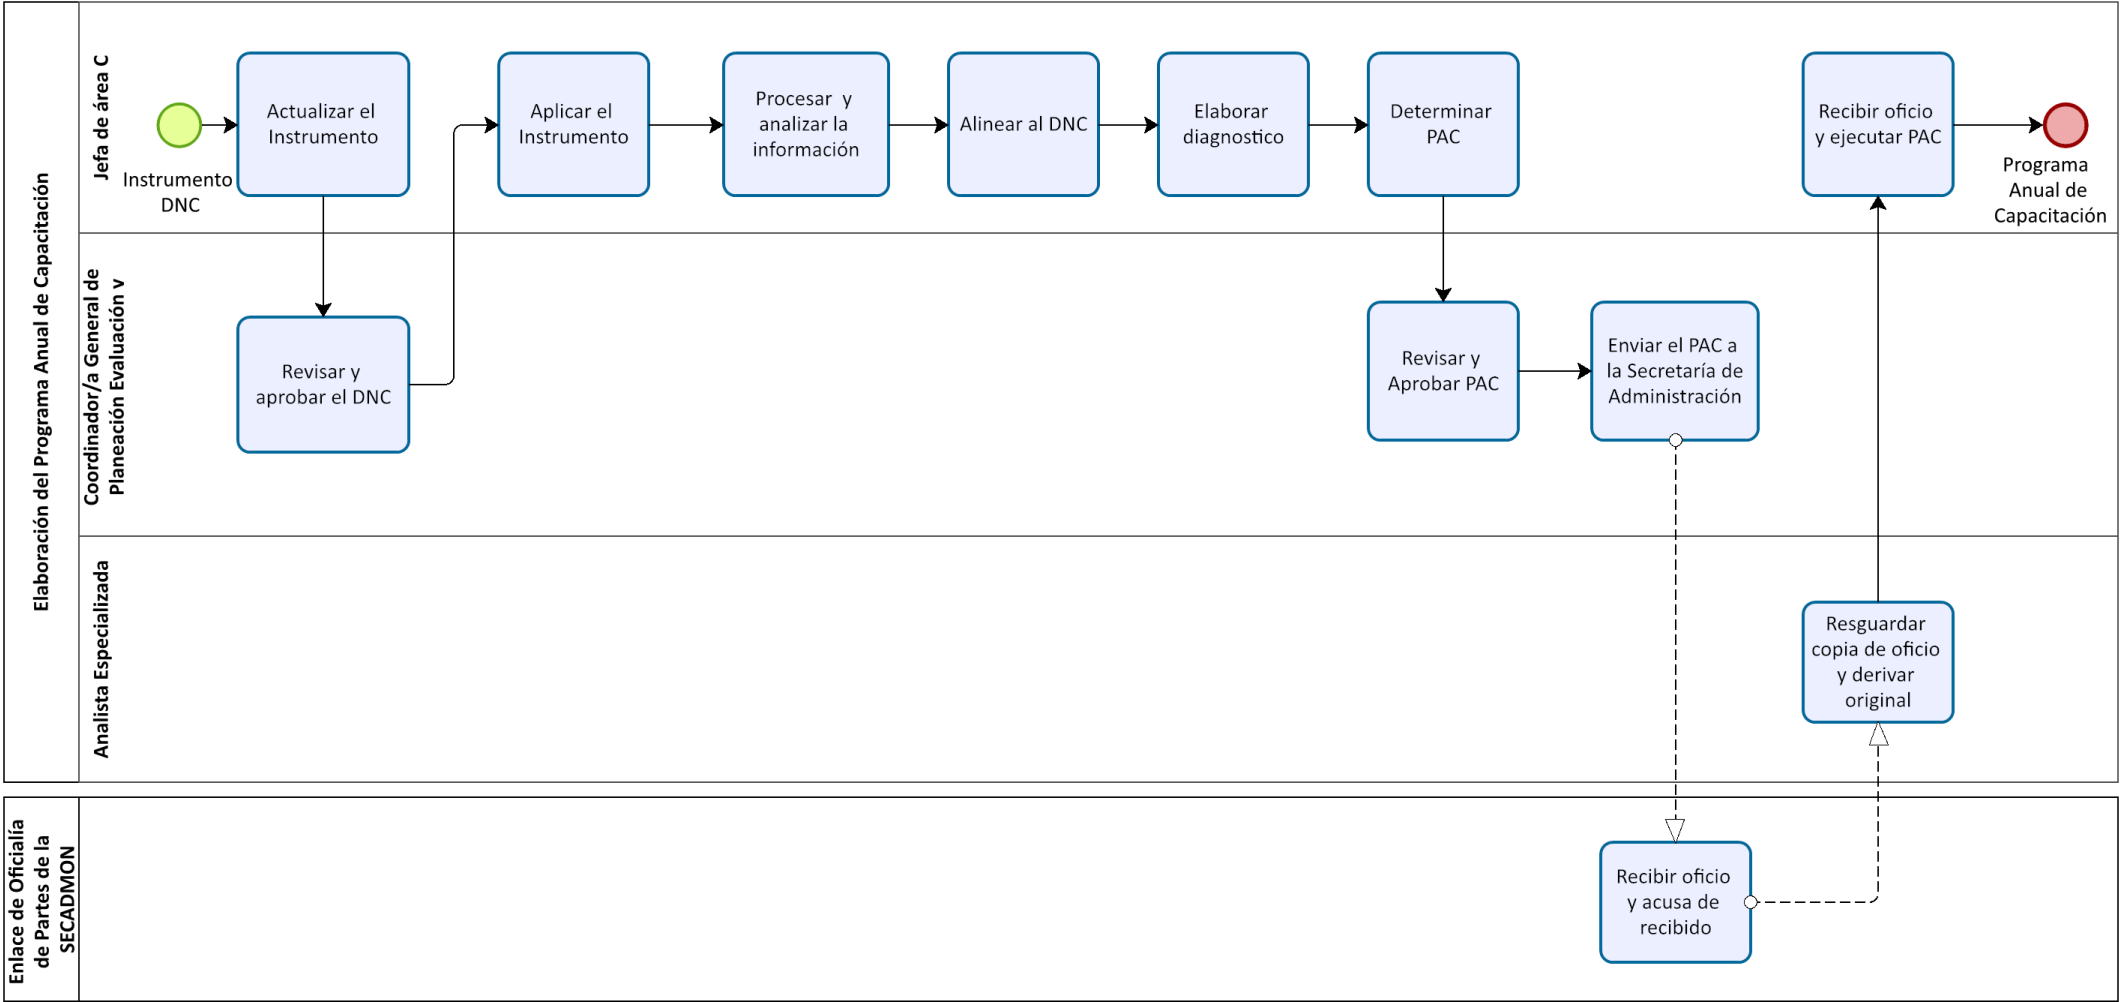 Elaboración del Programa Anual de Capacitación
Jefa de área C
Instrumento
DNC
Actualizar el
Instrumento
Aplicar el
Instrumento
Procesar y
analizar la
información
Alinear al DNC
Elaborar
diagnostico
Determinar
PAC
Recibir oficio
y ejecutar PAC
Programa
Anual de
Capacitación
Coordinador/a General de
Planeación Evaluación v
Revisar y
aprobar el DNC
Revisar y
Aprobar PAC
Enviar el PAC a
la Secretaría de
Administración
Analista Especializada
Resguardar
copia de oficio
y derivar
original
Enlace de Oficialía
de Partes de la
SECADMON
Recibir oficio
y acusa de
recibido